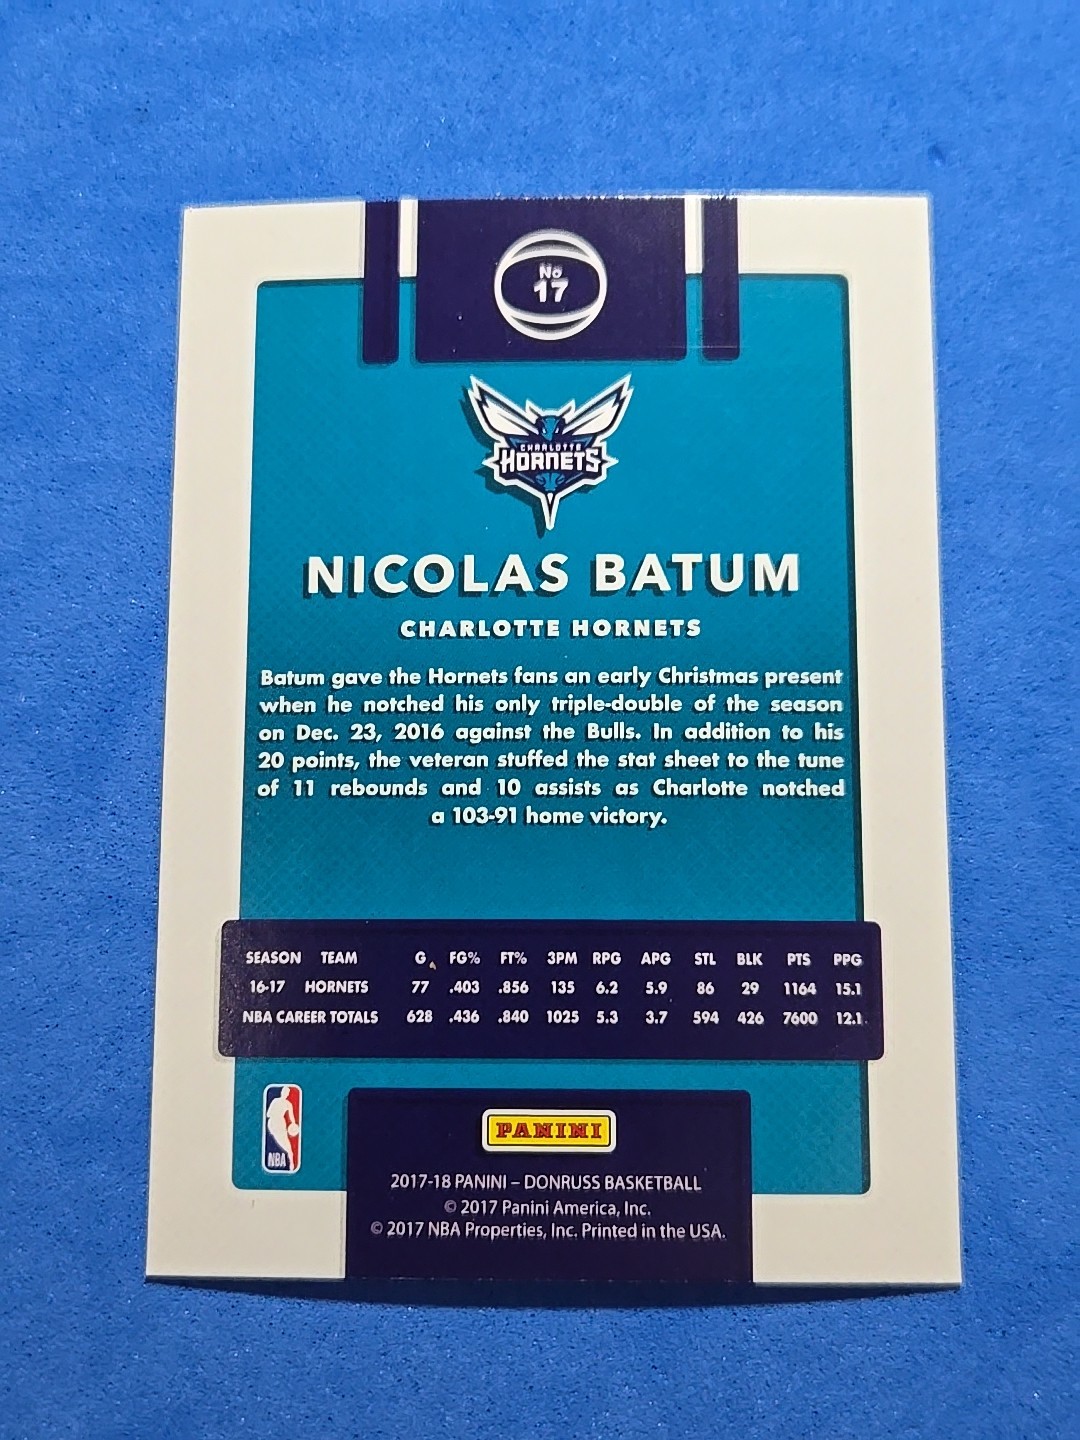 No
17
CHARLOTTE
HORNETS
NICOLAS BATUM
CHARLOTTE HORNETS
Batum gave the Hornets fans an early Christmas present
when he notched his only triple-double of the season
on Dec. 23, 2016 against the Bulls. In addition to his
20 points, the veteran stuffed the stat sheet to the tune
of 11 rebounds and 10 assists as Charlotte notched
a 103-91 home victory.
SEASON TEAM G FG% FT% 3PM RPG APG STL BLK PTS PPG
16-17 HORNETS 77 .403 .856 135 6.2 5.9 86 29 1164 15.1
NBA CAREER TOTALS 628 .436 .840 1025 5.3 3.7 594 426 7600 12.1
NBA
PANINI
2017-18 PANINI – DONRUSS BASKETBALL
© 2017 Panini America, Inc.
© 2017 NBA Properties, Inc. Printed in the USA.